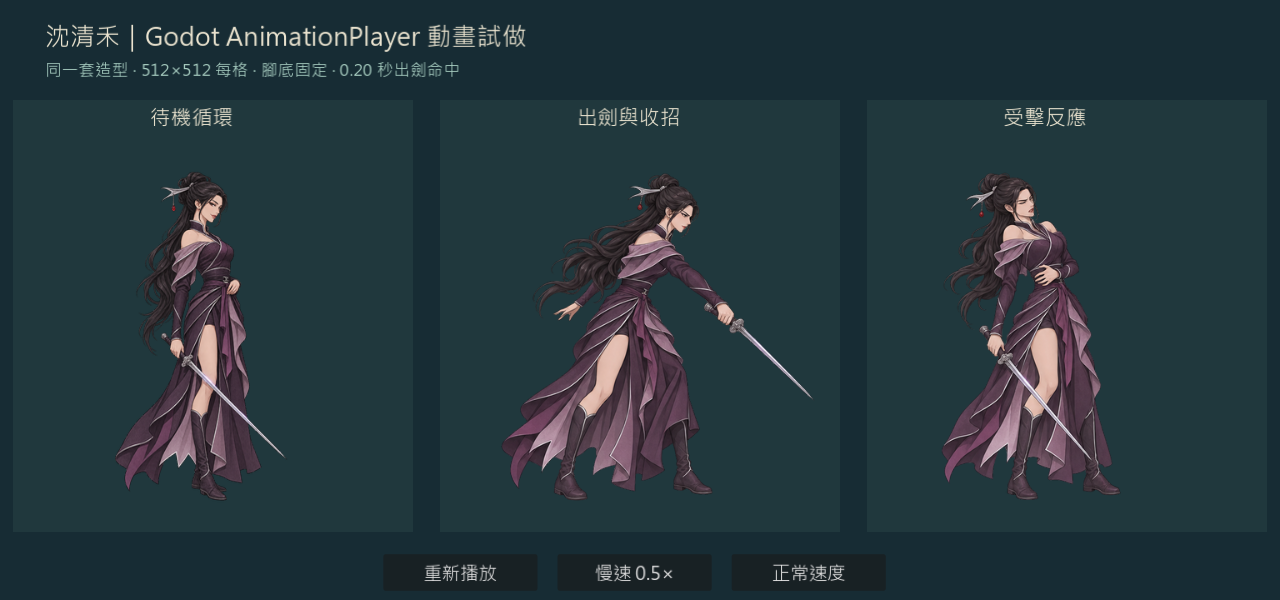 沈清禾｜Godot AnimationPlayer 動畫試做
同一套造型 · 512×512 每格 · 腳底固定 · 0.20 秒出劍命中
待機循環
出劍與收招
受擊反應
重新播放
慢速 0.5×
正常速度